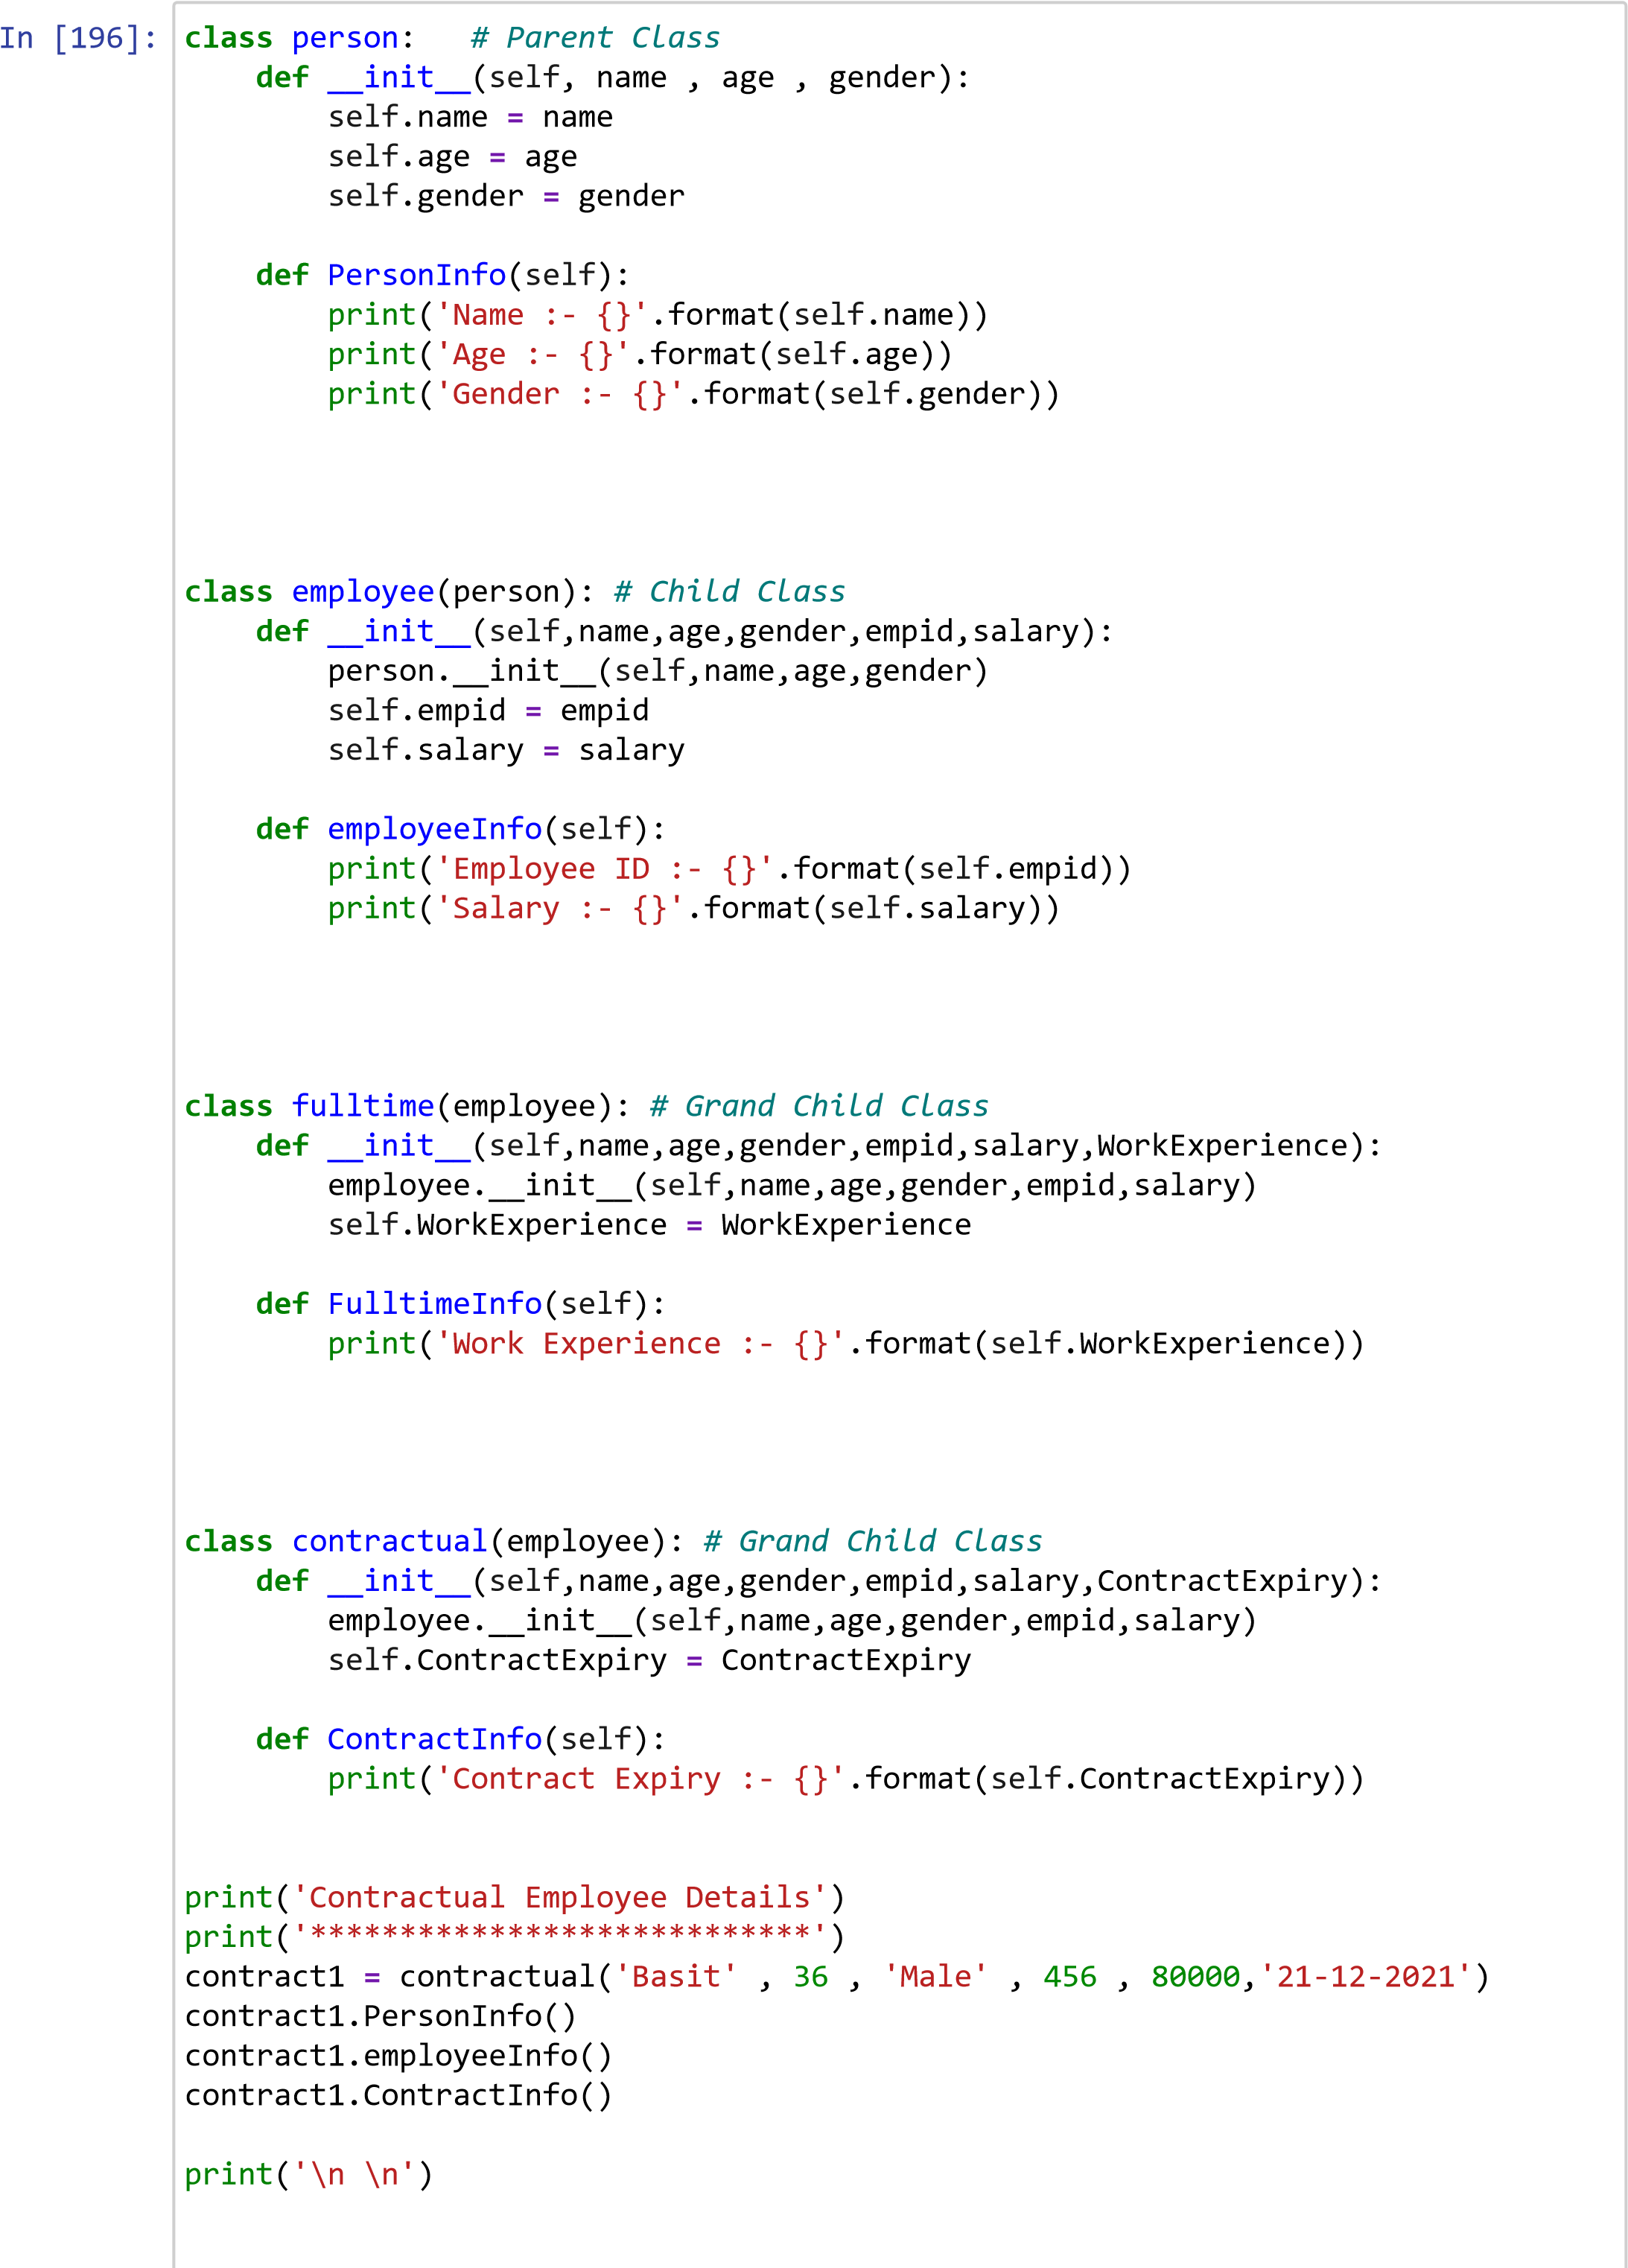 In [196]:
class person:   # Parent Class
    def __init__(self, name , age , gender):
        self.name = name
        self.age = age
        self.gender = gender

    def PersonInfo(self):
        print('Name :- {}'.format(self.name))
        print('Age :- {}'.format(self.age))
        print('Gender :- {}'.format(self.gender))

class employee(person): # Child Class
    def __init__(self,name,age,gender,empid,salary):
        person.__init__(self,name,age,gender)
        self.empid = empid
        self.salary = salary

    def employeeInfo(self):
        print('Employee ID :- {}'.format(self.empid))
        print('Salary :- {}'.format(self.salary))

class fulltime(employee): # Grand Child Class
    def __init__(self,name,age,gender,empid,salary,WorkExperience):
        employee.__init__(self,name,age,gender,empid,salary)
        self.WorkExperience = WorkExperience

    def FulltimeInfo(self):
        print('Work Experience :- {}'.format(self.WorkExperience))

class contractual(employee): # Grand Child Class
    def __init__(self,name,age,gender,empid,salary,ContractExpiry):
        employee.__init__(self,name,age,gender,empid,salary)
        self.ContractExpiry = ContractExpiry

    def ContractInfo(self):
        print('Contract Expiry :- {}'.format(self.ContractExpiry))

print('Contractual Employee Details')
print('****************************')
contract1 = contractual('Basit' , 36 , 'Male' , 456 , 80000,'21-12-2021')
contract1.PersonInfo()
contract1.employeeInfo()
contract1.ContractInfo()

print('\n \n')